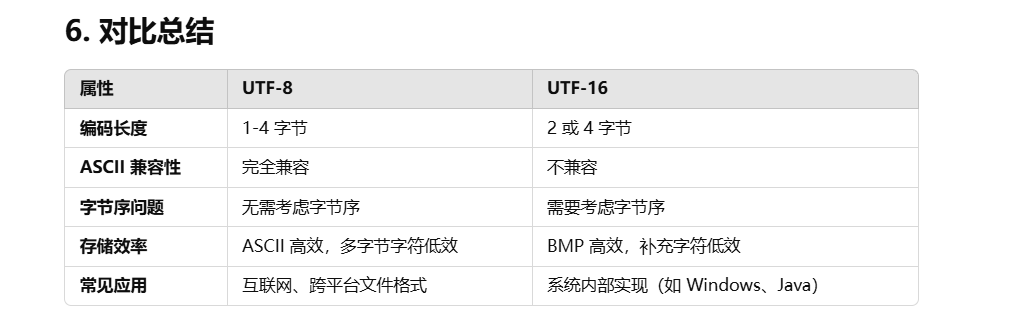 6. 对比总结
属性 UTF-8 UTF-16
编码长度 1-4 字节 2 或 4 字节
ASCII 兼容性 完全兼容 不兼容
字节序问题 无需考虑字节序 需要考虑字节序
存储效率 ASCII 高效，多字节字符低效 BMP 高效，补充字符低效
常见应用 互联网、跨平台文件格式 系统内部实现（如 Windows、Java）